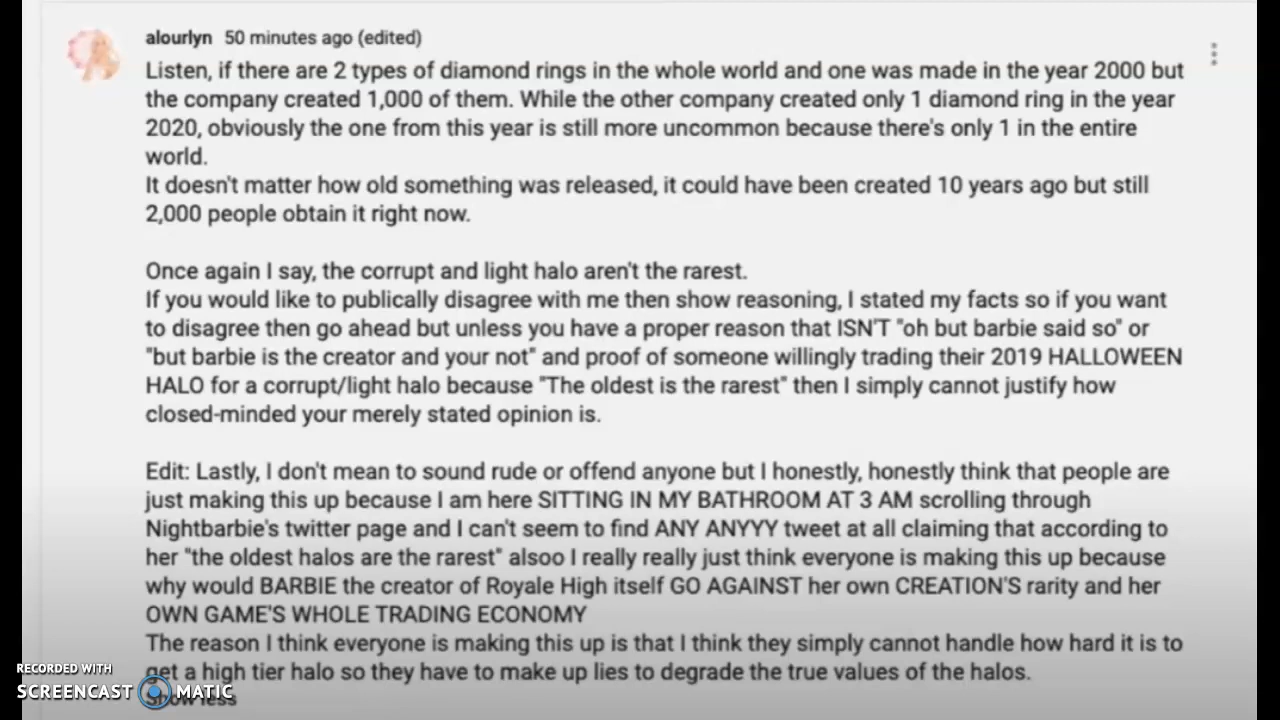 alourlyn 50 minutes ago (edited)
Listen, if there are 2 types of diamond rings in the whole world and one was made in the year 2000 but
the company created 1,000 of them. While the other company created only 1 diamond ring in the year
2020, obviously the one from this year is still more uncommon because there's only 1 in the entire
world.
It doesn't matter how old something was released, it could have been created 10 years ago but still
2,000 people obtain it right now.
Once again I say, the corrupt and light halo aren't the rarest.
If you would like to publically disagree with me then show reasoning, I stated my facts so if you want
to disagree then go ahead but unless you have a proper reason that ISN'T "oh but barbie said so" or
"but barbie is the creator and your not" and proof of someone willingly trading their 2019 HALLOWEEN
HALO for a corrupt/light halo because "The oldest is the rarest" then I simply cannot justify how
closed-minded your merely stated opinion is.
Edit: Lastly, I don't mean to sound rude or offend anyone but I honestly, honestly think that people are
just making this up because I am here SITTING IN MY BATHROOM AT 3 AM scrolling through
Nightbarbie's twitter page and I can't seem to find ANY ANYYY tweet at all claiming that according to
her "the oldest halos are the rarest" alsoo I really really just think everyone is making this up because
why would BARBIE the creator of Royale High itself GO AGAINST her own CREATION'S rarity and her
OWN GAME'S WHOLE TRADING ECONOMY
The reason I think everyone is making this up is that I think they simply cannot handle how hard it is to
get a high tier halo so they have to make up lies to degrade the true values of the halos.
Show less
RECORDED WITH
SCREENCAST MATIC